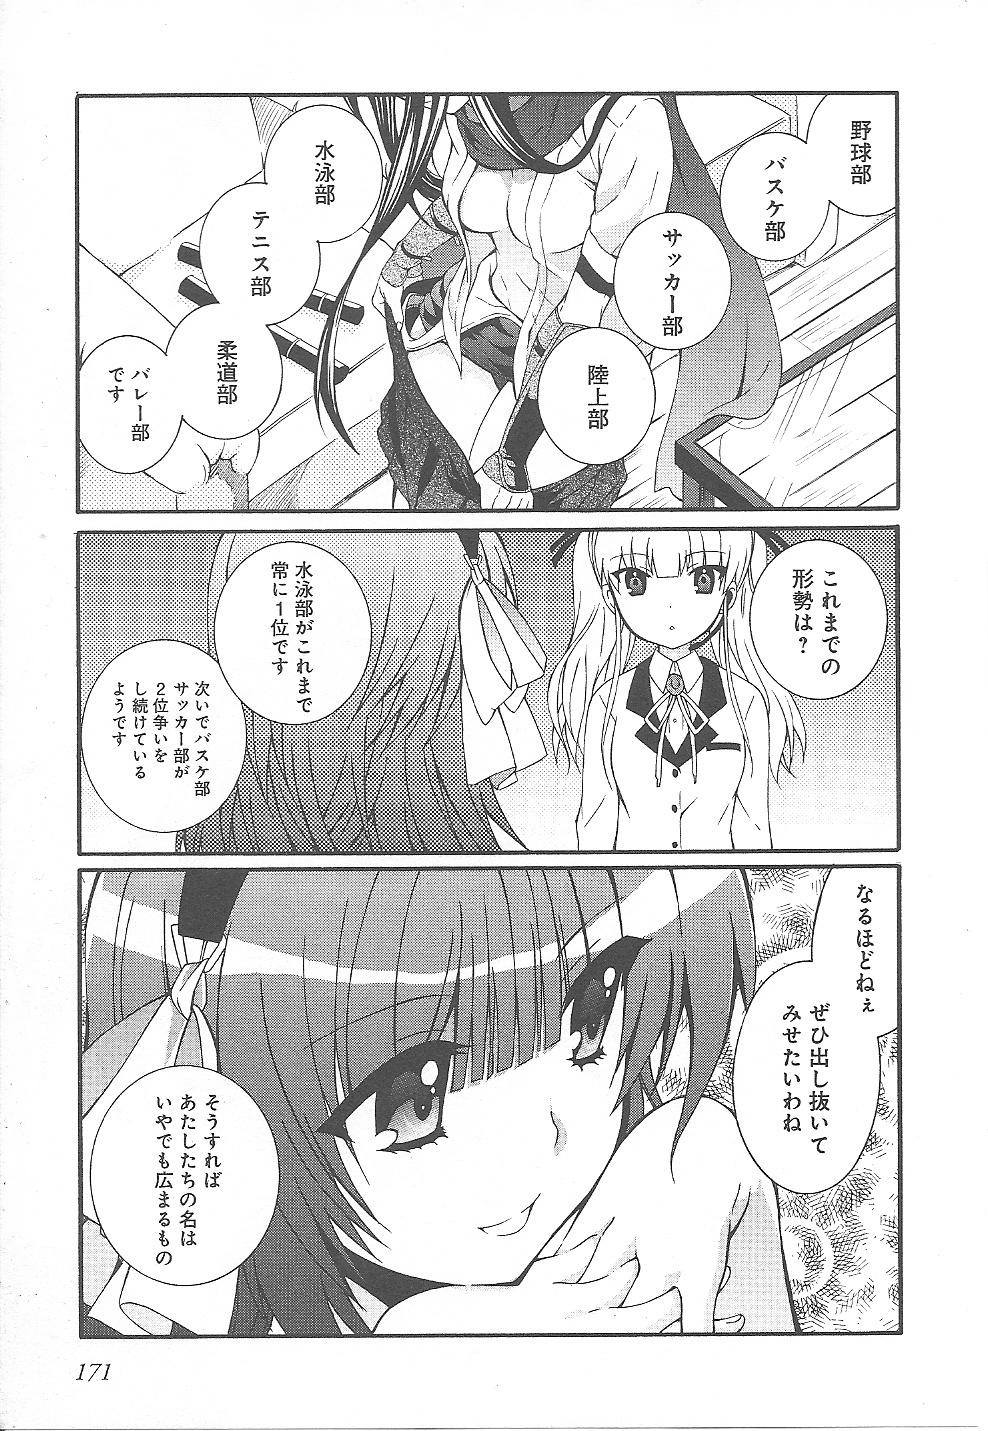 野球部
バスケ部
サッカー部
陸上部
水泳部
テニス部
柔道部
バレー部
です
これまでの
形勢は？
水泳部がこれまで
常に１位です
次いでバスケ部
サッカー部が
２位争いを
し続けている
ようです
なるほどねぇ
ぜひ出し抜いて
みせたいわね
そうすれば
あたしたちの名は
いやでも広まるもの
171